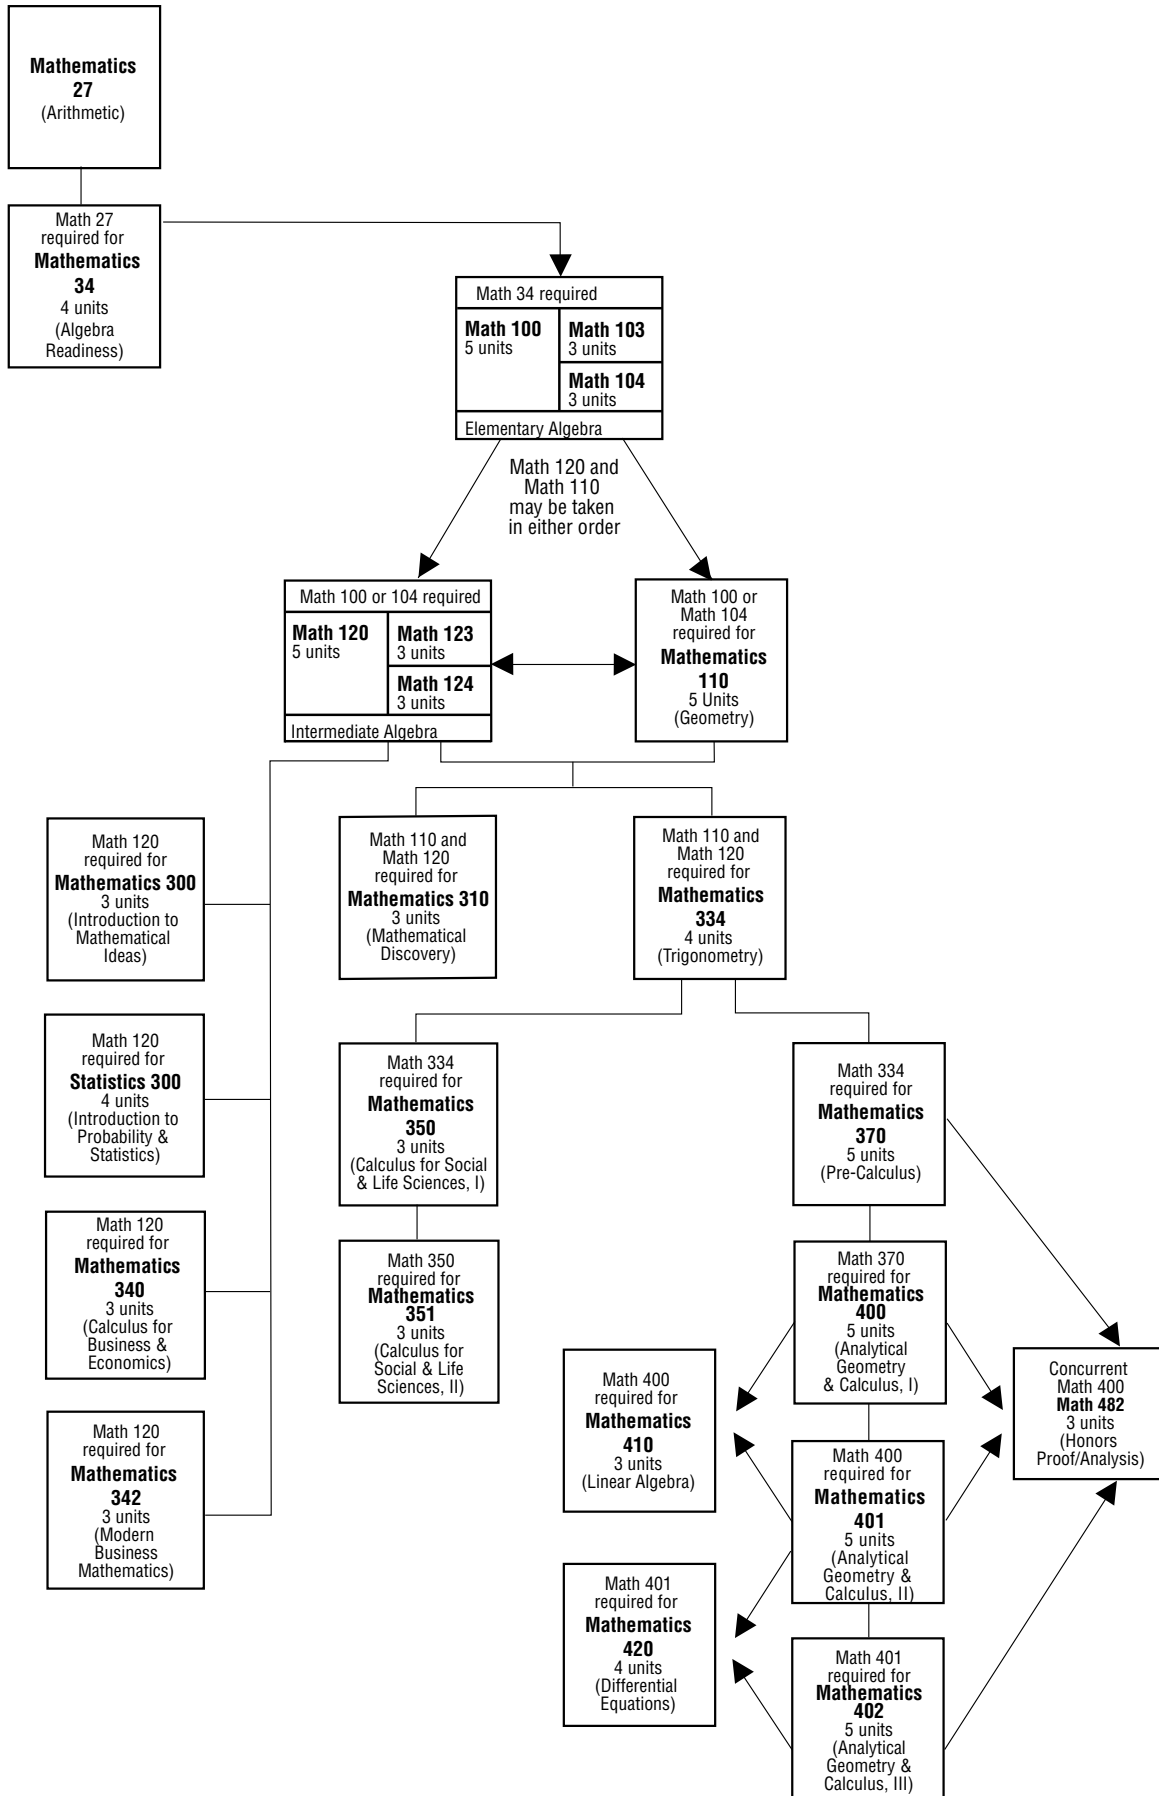 Mathematics
27
(Arithmetic)
Math 27
required for
Mathematics
34
4 units
(Algebra
Readiness)
Math 34 required
Math 100
5 units
Math 103
3 units
Math 104
3 units
Elementary Algebra
Math 120 and
Math 110
may be taken
in either order
Math 100 or 104 required
Math 120
5 units
Math 123
3 units
Math 124
3 units
Intermediate Algebra
Math 100 or
Math 104
required for
Mathematics
110
5 Units
(Geometry)
Math 120
required for
Mathematics 300
3 units
(Introduction to
Mathematical
Ideas)
Math 110 and
Math 120
required for
Mathematics 310
3 units
(Mathematical
Discovery)
Math 110 and
Math 120
required for
Mathematics
334
4 units
(Trigonometry)
Math 120
required for
Statistics 300
4 units
(Introduction to
Probability &
Statistics)
Math 334
required for
Mathematics
350
3 units
(Calculus for Social
& Life Sciences, I)
Math 334
required for
Mathematics
370
5 units
(Pre-Calculus)
Math 120
required for
Mathematics
340
3 units
(Calculus for
Business &
Economics)
Math 350
required for
Mathematics
351
3 units
(Calculus for
Social & Life
Sciences, II)
Math 370
required for
Mathematics
400
5 units
(Analytical
Geometry
& Calculus, I)
Concurrent
Math 400
Math 482
3 units
(Honors
Proof/Analysis)
Math 400
required for
Mathematics
410
3 units
(Linear Algebra)
Math 120
required for
Mathematics
342
3 units
(Modern
Business
Mathematics)
Math 400
required for
Mathematics
401
5 units
(Analytical
Geometry &
Calculus, II)
Math 401
required for
Mathematics
420
4 units
(Differential
Equations)
Math 401
required for
Mathematics
402
5 units
(Analytical
Geometry &
Calculus, III)